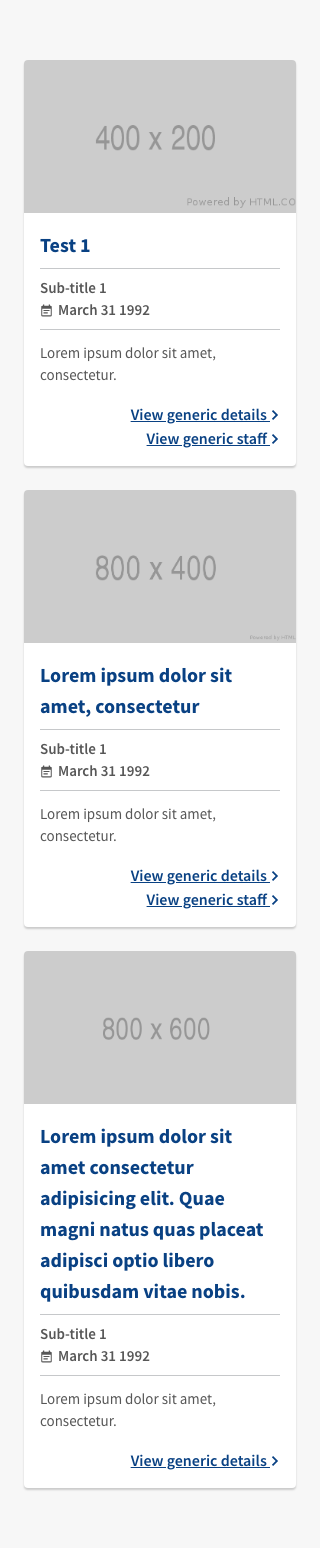 400 x 200
Powered by HTML.CO
Test 1
Sub-title 1
March 31 1992
Lorem ipsum dolor sit amet,
consectetur.
View generic details
View generic staff
800 x 400
Powered by HTML
Lorem ipsum dolor sit
amet, consectetur
Sub-title 1
March 31 1992
Lorem ipsum dolor sit amet,
consectetur.
View generic details
View generic staff
800 x 600
Lorem ipsum dolor sit
amet consectetur
adipisicing elit. Quae
magni natus quas placeat
adipisci optio libero
quibusdam vitae nobis.
Sub-title 1
March 31 1992
Lorem ipsum dolor sit amet,
consectetur.
View generic details